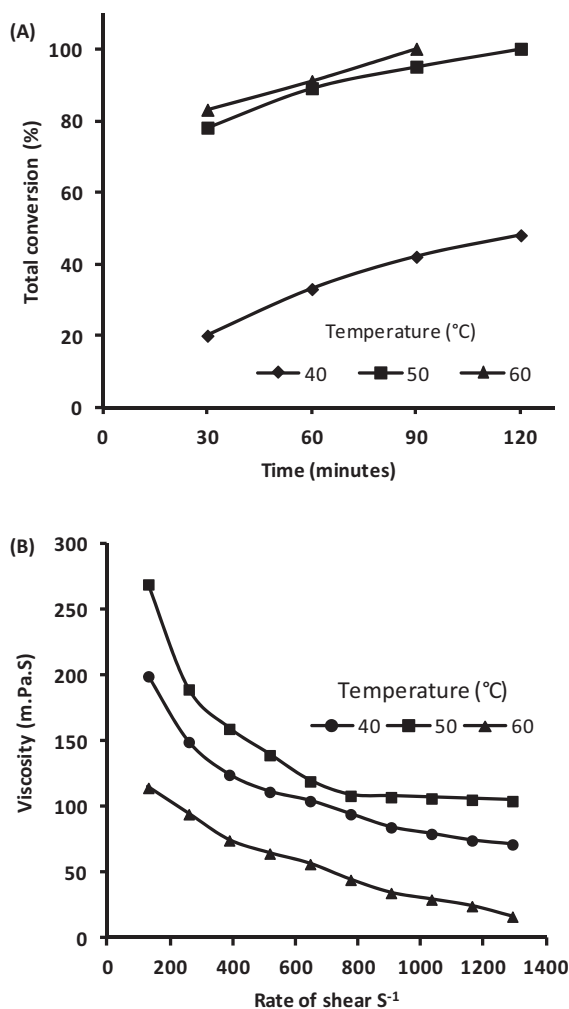 (A)
100
80
60
40
20
0
Total conversion (%)
Temperature (°C)
40 50 60
0 30 60 90 120
Time (minutes)
(B)
300
250
200
150
100
50
0
Viscosity (m.Pa.S)
Temperature (°C)
40 50 60
0 200 400 600 800 1000 1200 1400
Rate of shear S-1